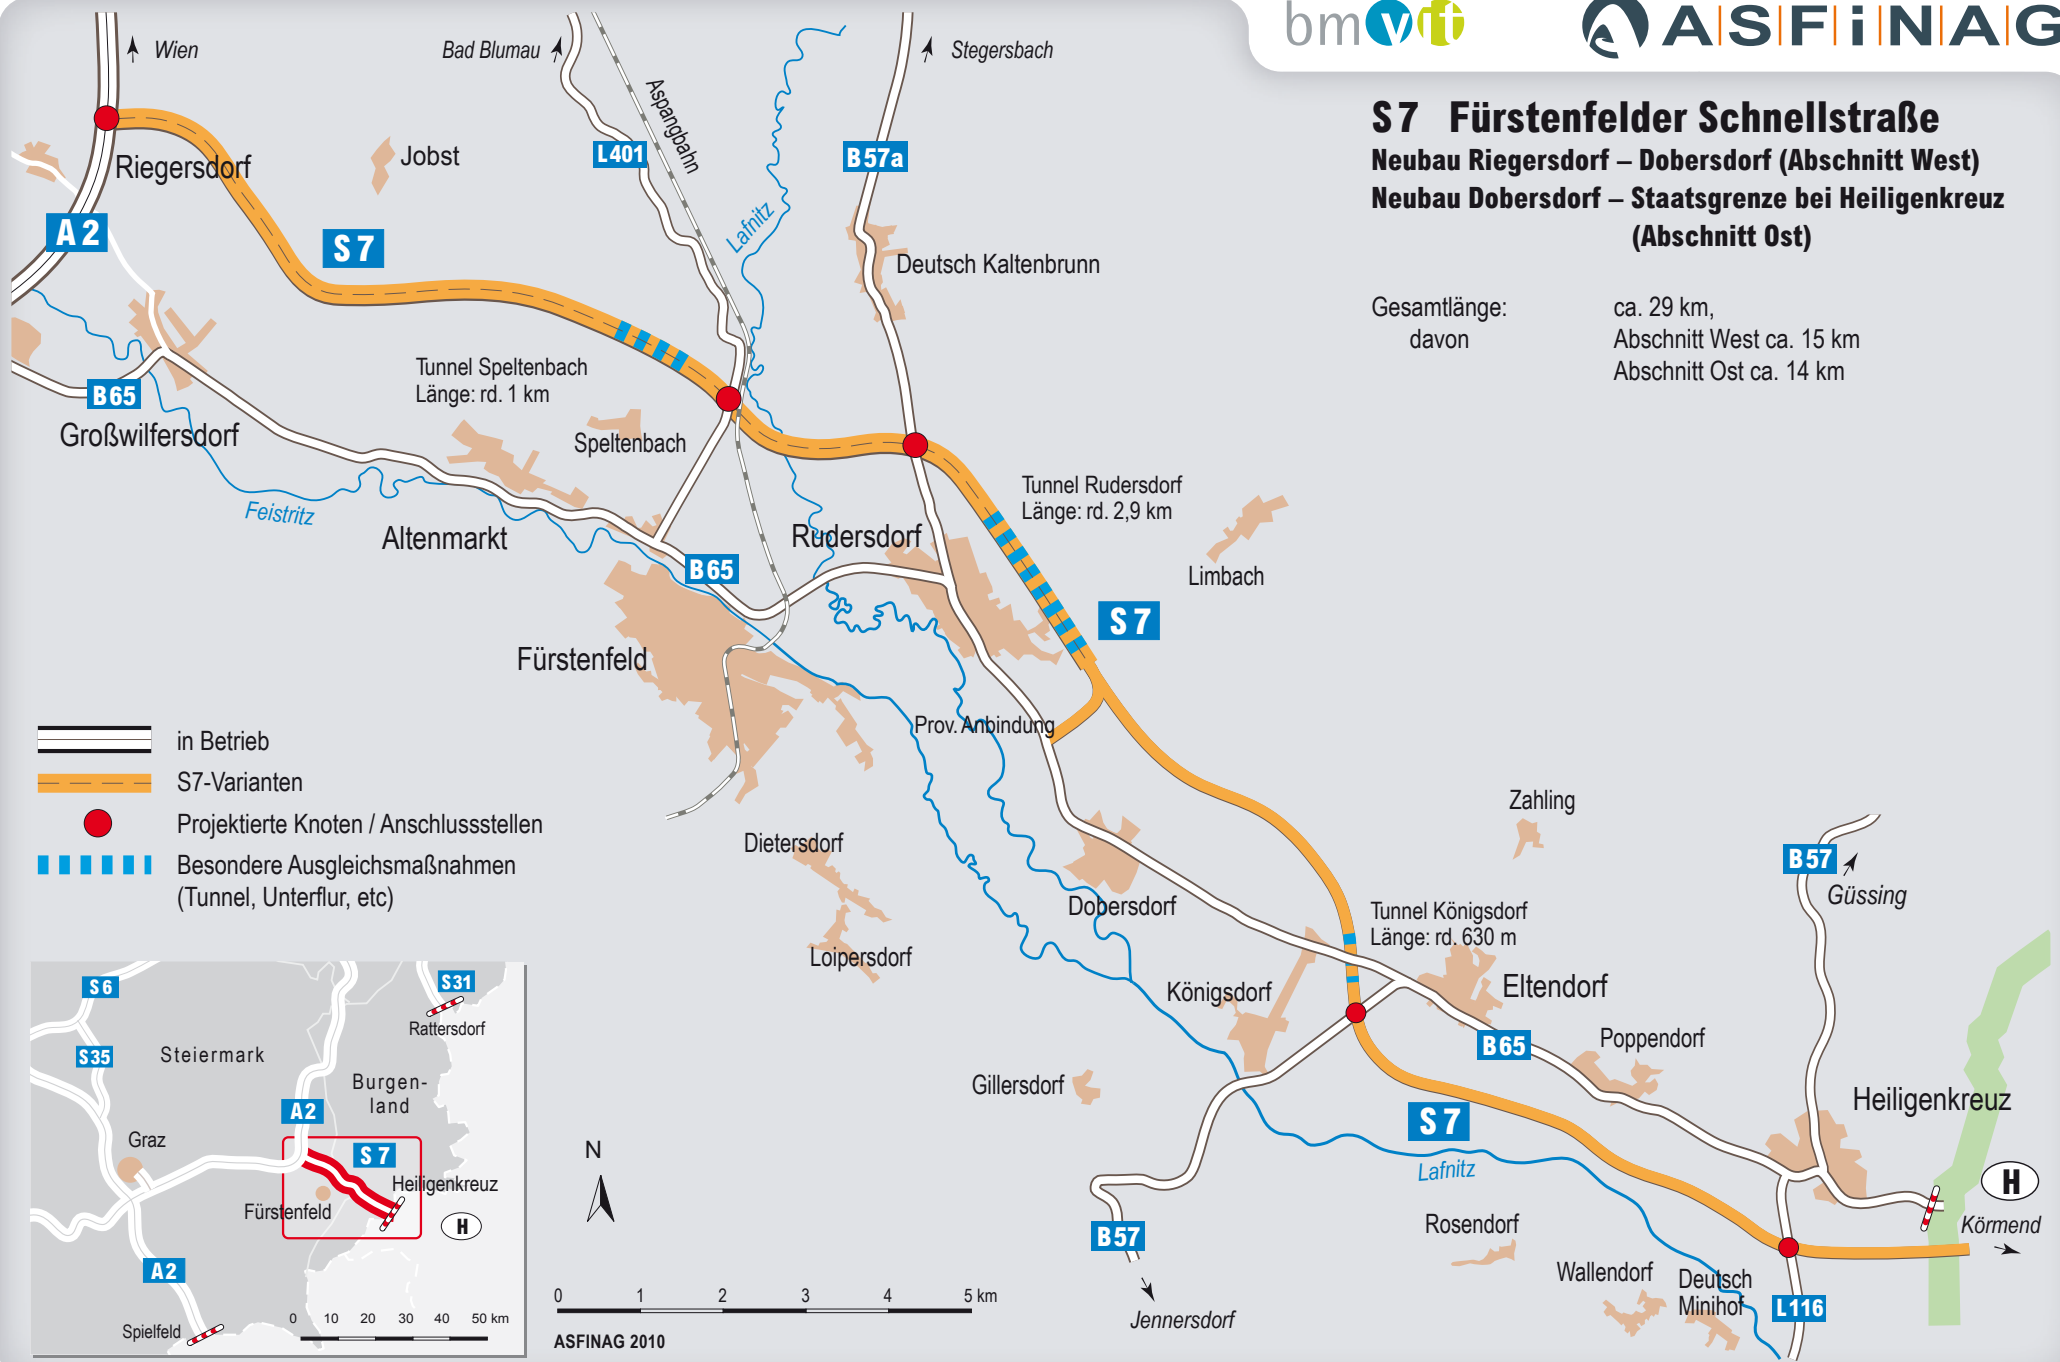 bmvit
ASFiNAG
Wien
Bad Blumau
Stegersbach
Aspangbahn
S 7 Fürstenfelder Schnellstraße
Neubau Riegersdorf – Dobersdorf (Abschnitt West)
Neubau Dobersdorf – Staatsgrenze bei Heiligenkreuz
(Abschnitt Ost)
Riegersdorf
Jobst
L401
B57a
A 2
S 7
Lafnitz
Deutsch Kaltenbrunn
Gesamtlänge:
ca. 29 km,
davon
Abschnitt West ca. 15 km
Abschnitt Ost ca. 14 km
Tunnel Speltenbach
Länge: rd. 1 km
B65
Großwilfersdorf
Speltenbach
Feistritz
Altenmarkt
Tunnel Rudersdorf
Länge: rd. 2,9 km
Rudersdorf
B65
Limbach
S 7
Fürstenfeld
Prov. Anbindung
in Betrieb
S7-Varianten
Projektierte Knoten / Anschlussstellen
Besondere Ausgleichsmaßnahmen
(Tunnel, Unterflur, etc)
Dietersdorf
Loipersdorf
Dobersdorf
Zahling
B57
Güssing
Tunnel Königsdorf
Länge: rd. 630 m
Königsdorf
Eltendorf
B65
Poppendorf
Gillersdorf
Heiligenkreuz
S 7
Lafnitz
H
Körmend
Rosendorf
Wallendorf
Deutsch
Minihof
L116
B57
Jennersdorf
S6
S31
Rattersdorf
S35
Steiermark
Burgen-
land
A2
Graz
S 7
Heiligenkreuz
Fürstenfeld
H
A2
Spielfeld
0 10 20 30 40 50 km
N
0 1 2 3 4 5 km
ASFINAG 2010